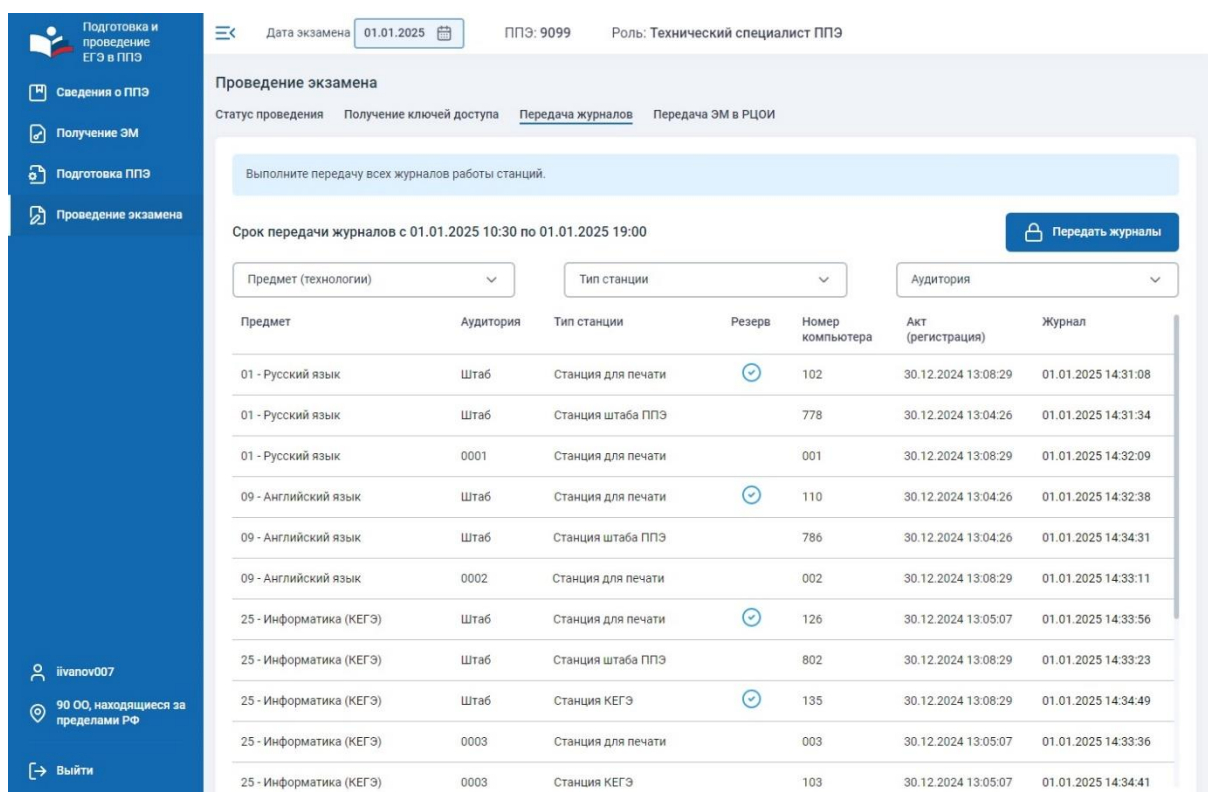 Подготовка и
проведение
ЕГЭ в ППЭ
Сведения о ППЭ
Получение ЭМ
Подготовка ППЭ
Проведение экзамена
iivanov007
90 ОО, находящиеся за
пределами РФ
Выйти
Дата экзамена 01.01.2025 ППЭ: 9099 Роль: Технический специалист ППЭ
Проведение экзамена
Статус проведения Получение ключей доступа Передача журналов Передача ЭМ в РЦОИ
Выполните передачу всех журналов работы станций.
Срок передачи журналов с 01.01.2025 10:30 по 01.01.2025 19:00 Передать журналы
Предмет (технологии) Тип станции Аудитория
Предмет Аудитория Тип станции Резерв Номер компьютера Акт (регистрация) Журнал
01 - Русский язык Штаб Станция для печати 102 30.12.2024 13:08:29 01.01.2025 14:31:08
01 - Русский язык Штаб Станция штаба ППЭ 778 30.12.2024 13:04:26 01.01.2025 14:31:34
01 - Русский язык 0001 Станция для печати 001 30.12.2024 13:08:29 01.01.2025 14:32:09
09 - Английский язык Штаб Станция для печати 110 30.12.2024 13:04:26 01.01.2025 14:32:38
09 - Английский язык Штаб Станция штаба ППЭ 786 30.12.2024 13:04:26 01.01.2025 14:34:31
09 - Английский язык 0002 Станция для печати 002 30.12.2024 13:08:29 01.01.2025 14:33:11
25 - Информатика (КЕГЭ) Штаб Станция для печати 126 30.12.2024 13:05:07 01.01.2025 14:33:56
25 - Информатика (КЕГЭ) Штаб Станция штаба ППЭ 802 30.12.2024 13:08:29 01.01.2025 14:33:23
25 - Информатика (КЕГЭ) Штаб Станция КЕГЭ 135 30.12.2024 13:08:29 01.01.2025 14:34:49
25 - Информатика (КЕГЭ) 0003 Станция для печати 003 30.12.2024 13:05:07 01.01.2025 14:33:36
25 - Информатика (КЕГЭ) 0003 Станция КЕГЭ 103 30.12.2024 13:05:07 01.01.2025 14:34:41